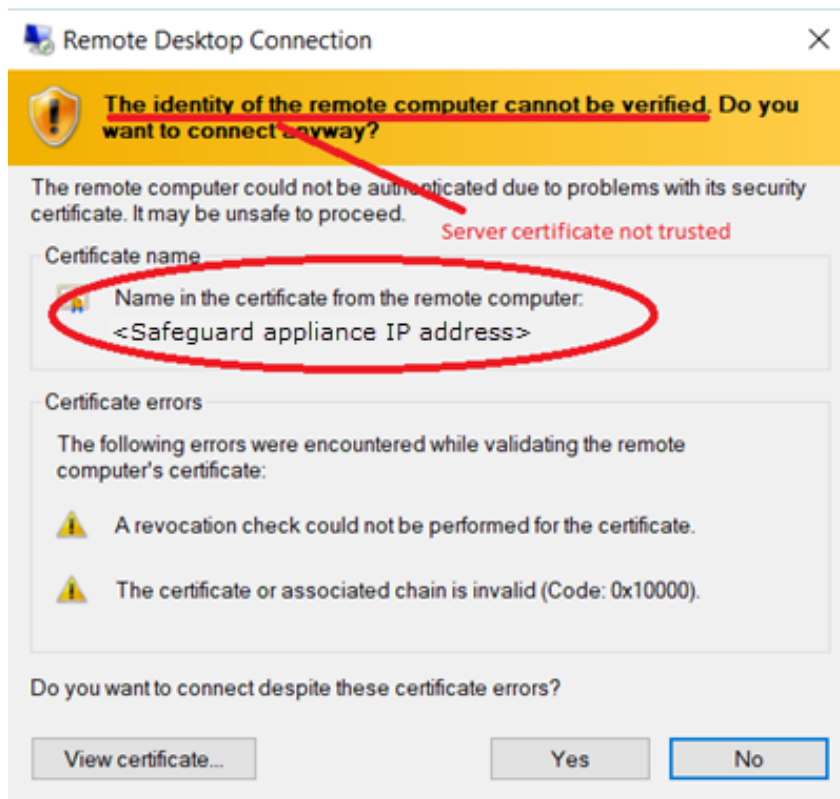 Remote Desktop Connection
The identity of the remote computer cannot be verified. Do you
want to connect anyway?
The remote computer could not be authenticated due to problems with its security
certificate. It may be unsafe to proceed.
Server certificate not trusted
Certificate name
Name in the certificate from the remote computer:
<Safeguard appliance IP address>
Certificate errors
The following errors were encountered while validating the remote
computer's certificate:
A revocation check could not be performed for the certificate.
The certificate or associated chain is invalid (Code: 0x10000).
Do you want to connect despite these certificate errors?
View certificate...
Yes
No